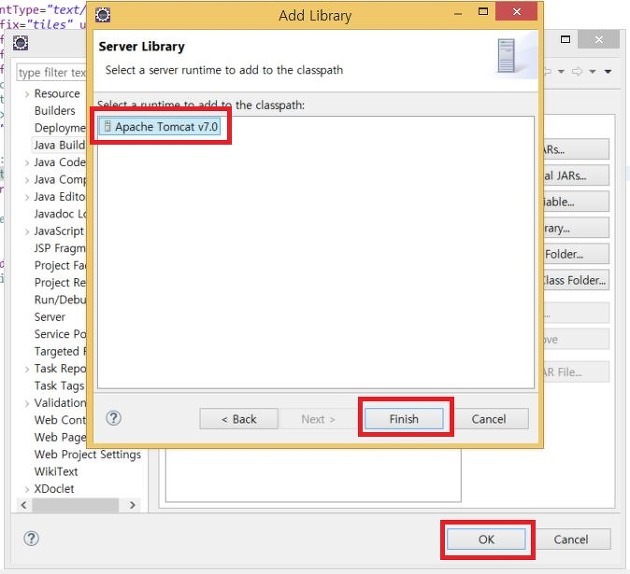 ntType="text/
fix="tiles" u
Add Library
Server Library
Select a server runtime to add to the classpath
Select a runtime to add to the classpath:
Apache Tomcat v7.0
< Back
Next >
Finish
Cancel
type filter tex
Resource
Builders
Deployme
Java Build
Java Code
Java Comp
Java Editor
Javadoc Lo
JavaScript
JSP Fragm
Project Fac
Project Re
Run/Debu
Server
Service Po
Targeted R
Task Repo
Task Tags
Validation
Web Cont
Web Page
Web Project Settings
WikiText
XDoclet
ARs...
al JARs...
iable...
rary...
Folder...
Class Folder...
...
ove
AR File...
OK
Cancel